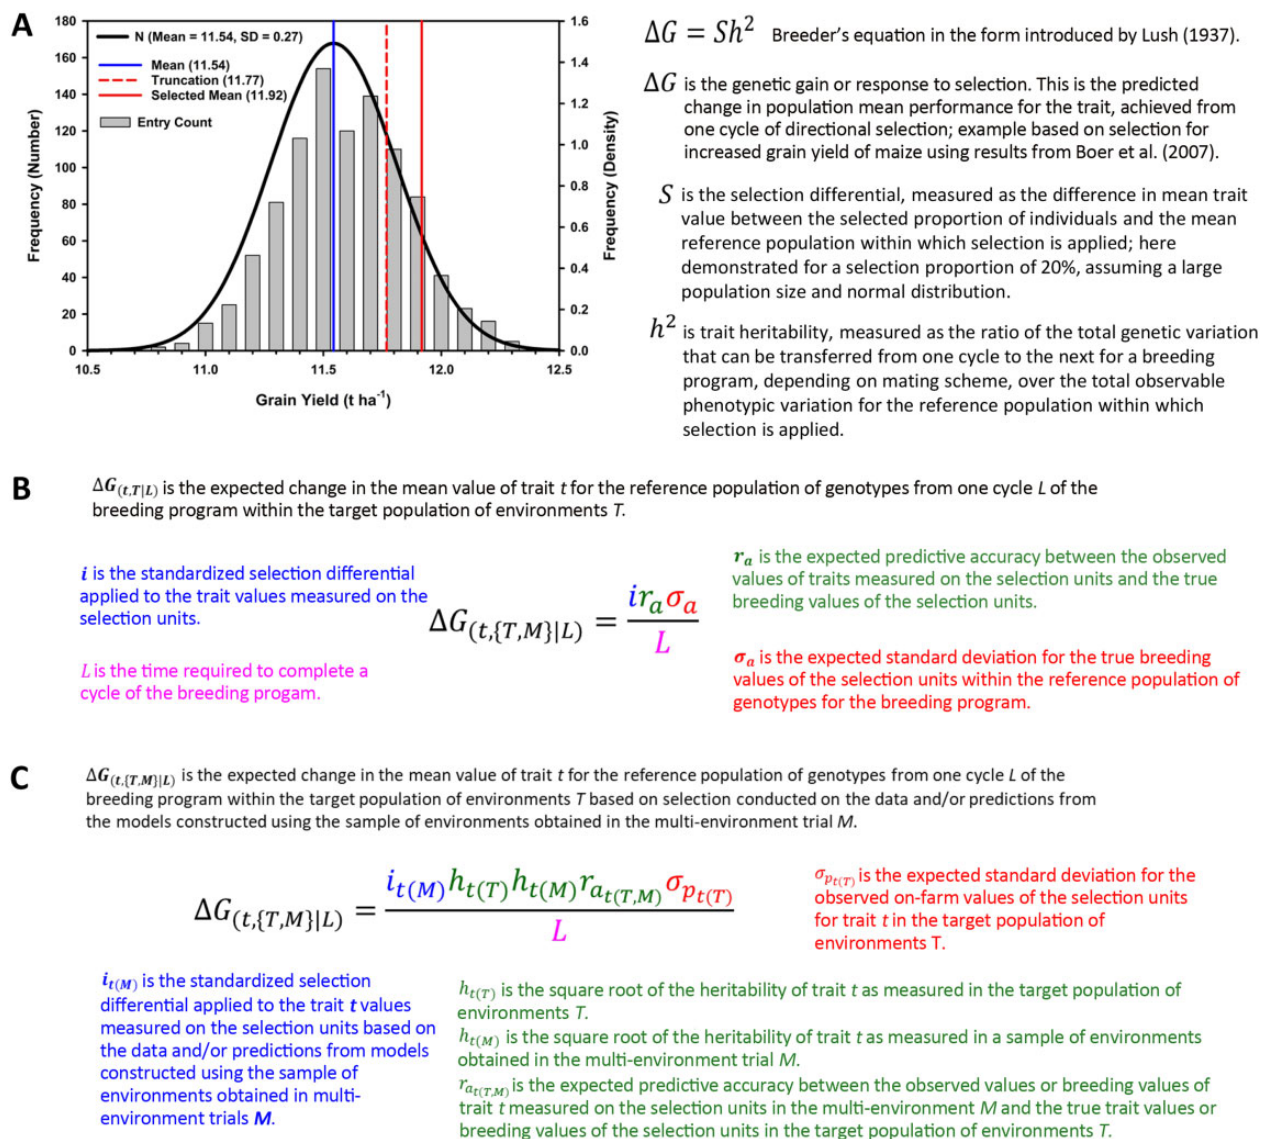 A
180
160
140
120
100
80
60
40
20
0
Frequency (Number)
N (Mean = 11.54, SD = 0.27)
Mean (11.54)
Truncation (11.77)
Selected Mean (11.92)
Entry Count
1.6
1.4
1.2
1.0
0.8
0.6
0.4
0.2
0.0
Frequency (Density)
10.5 11.0 11.5 12.0 12.5
Grain Yield (t ha⁻¹)
ΔG = Sh² Breeder's equation in the form introduced by Lush (1937).
ΔG is the genetic gain or response to selection. This is the predicted
change in population mean performance for the trait, achieved from
one cycle of directional selection; example based on selection for
increased grain yield of maize using results from Boer et al. (2007).
S is the selection differential, measured as the difference in mean trait
value between the selected proportion of individuals and the mean
reference population within which selection is applied; here
demonstrated for a selection proportion of 20%, assuming a large
population size and normal distribution.
h² is trait heritability, measured as the ratio of the total genetic variation
that can be transferred from one cycle to the next for a breeding
program, depending on mating scheme, over the total observable
phenotypic variation for the reference population within which
selection is applied.
B
ΔG(t,T|L) is the expected change in the mean value of trait t for the reference population of genotypes from one cycle L of the
breeding program within the target population of environments T.
i is the standardized selection differential
applied to the trait values measured on the
selection units.
L is the time required to complete a
cycle of the breeding progam.
ΔG(t,{T,M}|L) = i r_a σ_a / L
r_a is the expected predictive accuracy between the observed
values of traits measured on the selection units and the true
breeding values of the selection units.
σ_a is the expected standard deviation for the true breeding
values of the selection units within the reference population of
genotypes for the breeding program.
C
ΔG(t,{T,M}|L) is the expected change in the mean value of trait t for the reference population of genotypes from one cycle L of the
breeding program within the target population of environments T based on selection conducted on the data and/or predictions from
the models constructed using the sample of environments obtained in the multi-environment trial M.
ΔG(t,{T,M}|L) = i_t(M) h_t(T) h_t(M) r_a_t(T,M) σ_p_t(T) / L
σ_p_t(T) is the expected standard deviation for the
observed on-farm values of the selection units
for trait t in the target population of
environments T.
i_t(M) is the standardized selection
differential applied to the trait t values
measured on the selection units based on
the data and/or predictions from models
constructed using the sample of
environments obtained in multi-
environment trials M.
h_t(T) is the square root of the heritability of trait t as measured in the target population of
environments T.
h_t(M) is the square root of the heritability of trait t as measured in a sample of environments
obtained in the multi-environment trial M.
r_a_t(T,M) is the expected predictive accuracy between the observed values or breeding values of
trait t measured on the selection units in the multi-environment M and the true trait values or
breeding values of the selection units in the target population of environments T.